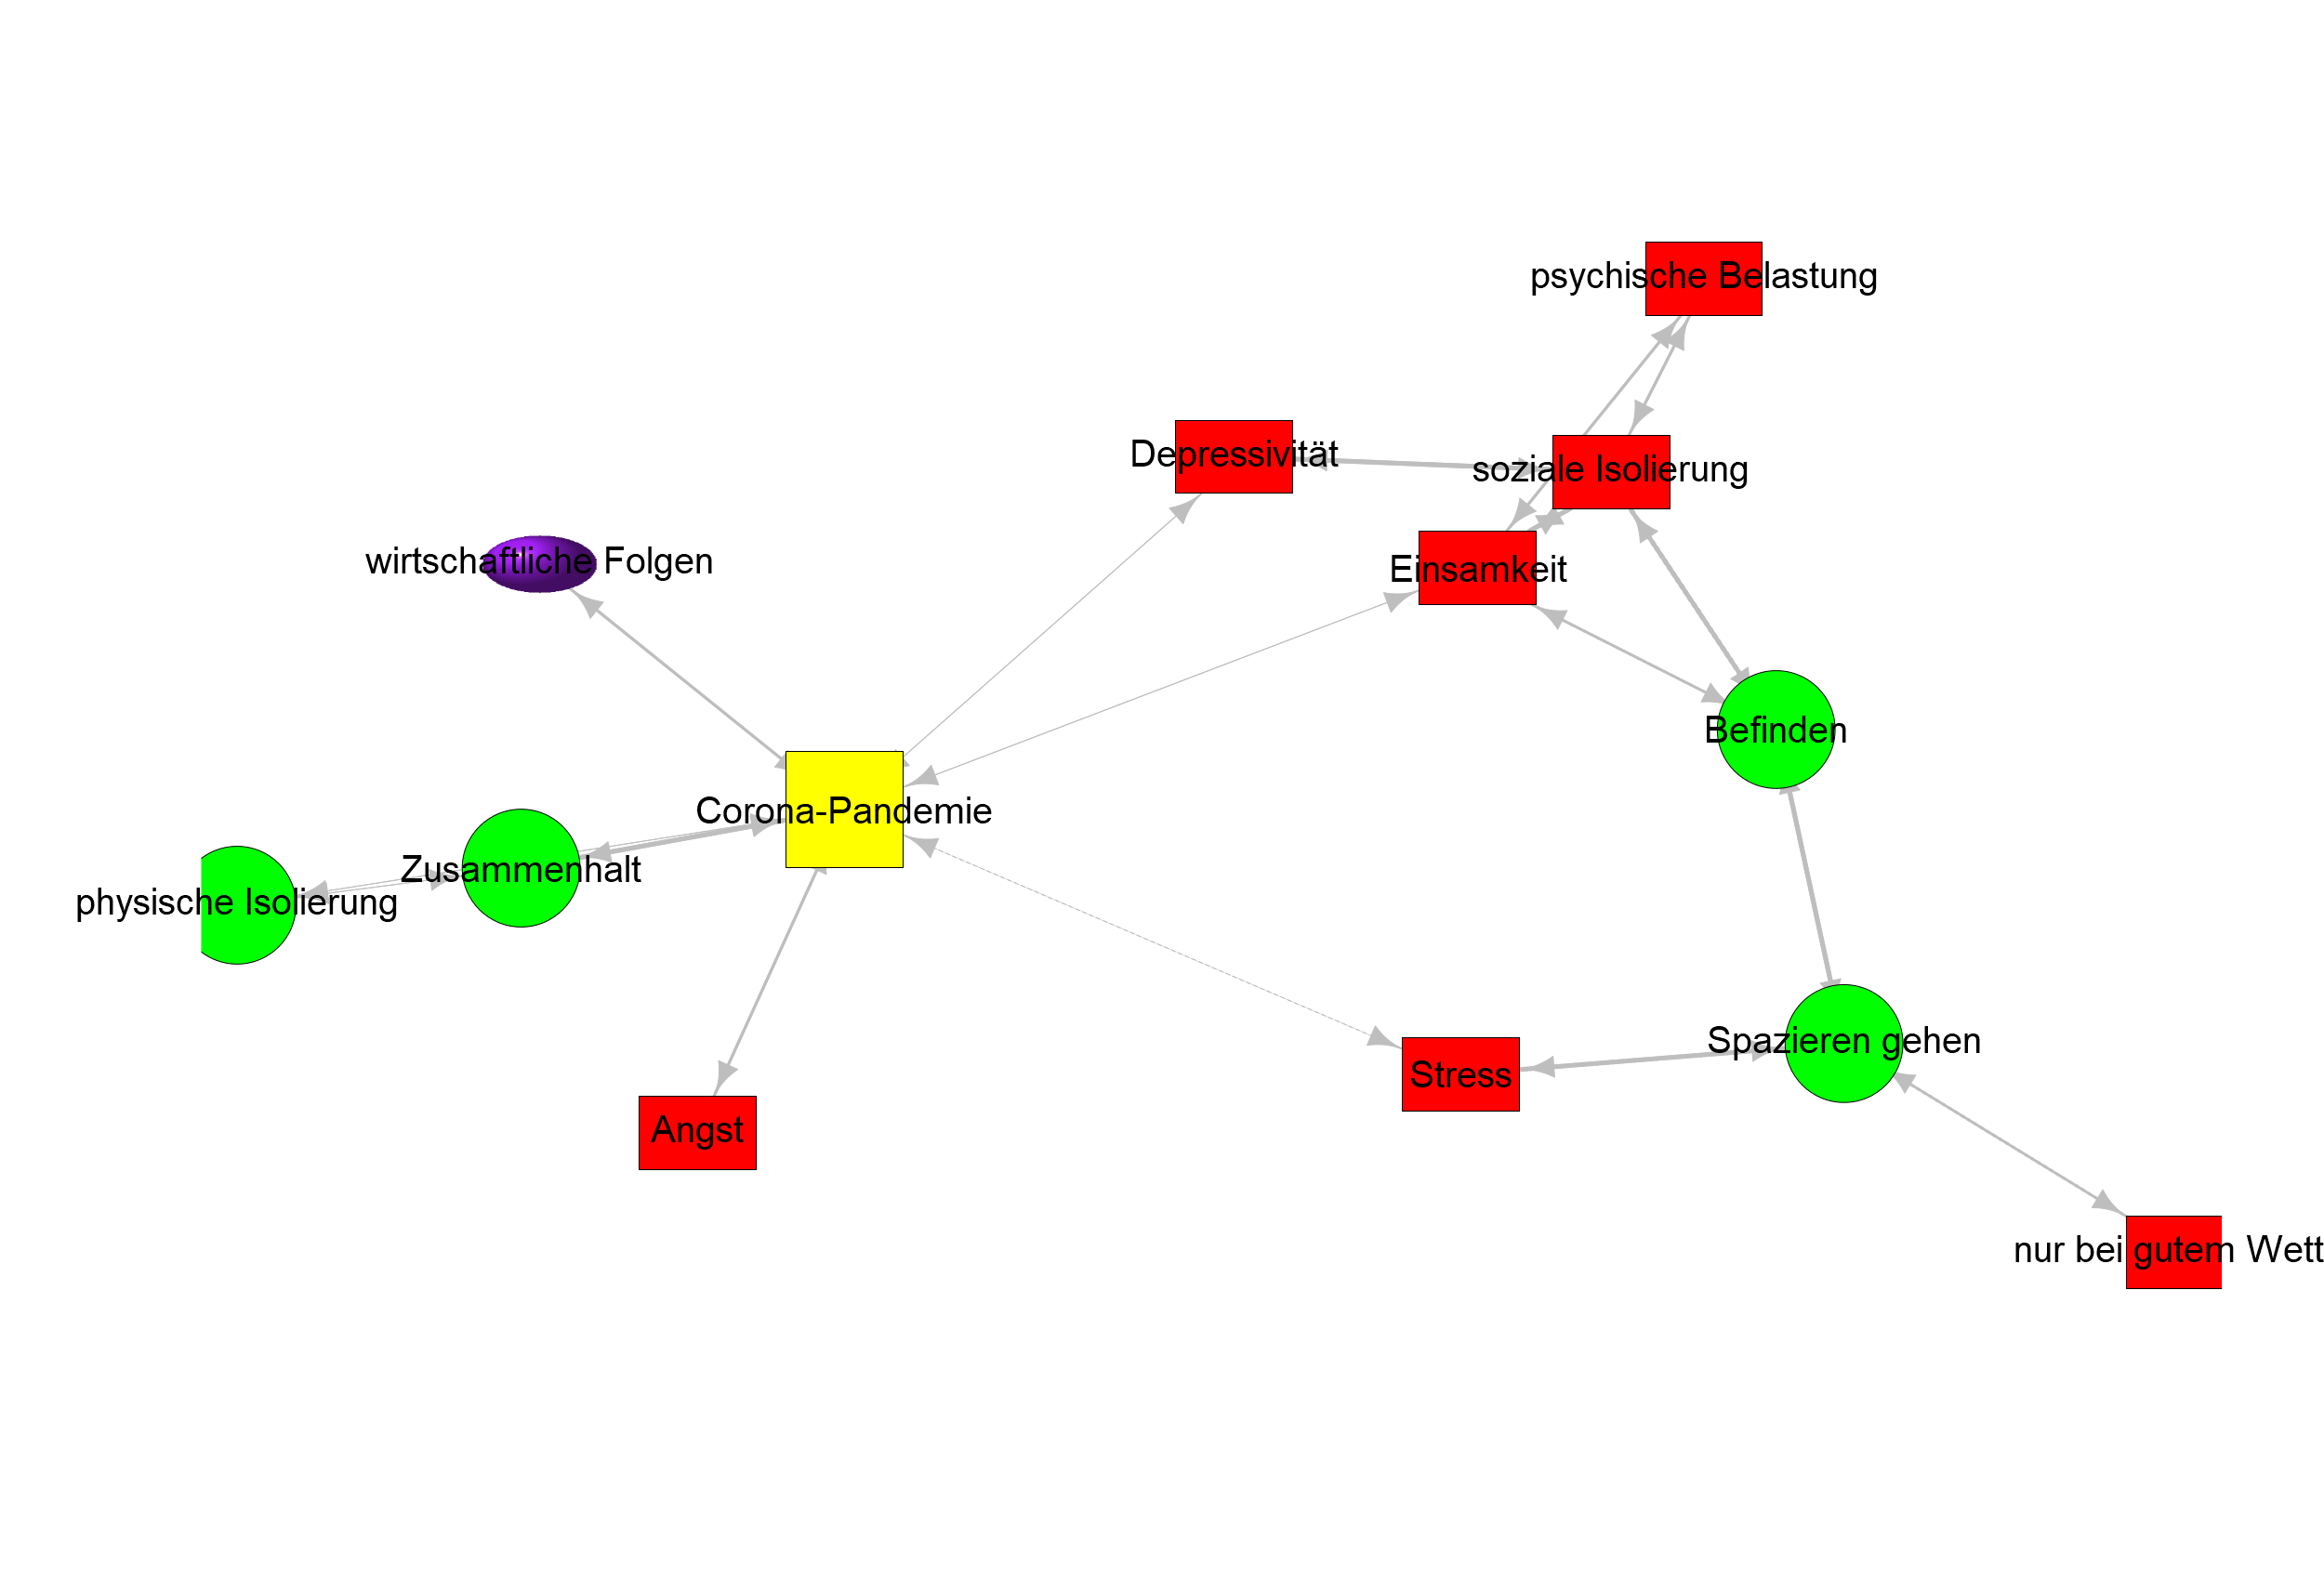 psychische Belastung
Depressivität
soziale Isolierung
wirtschaftliche Folgen
Einsamkeit
Befinden
Corona-Pandemie
Zusammenhalt
physische Isolierung
Spazieren gehen
Stress
Angst
nur bei gutem Wett